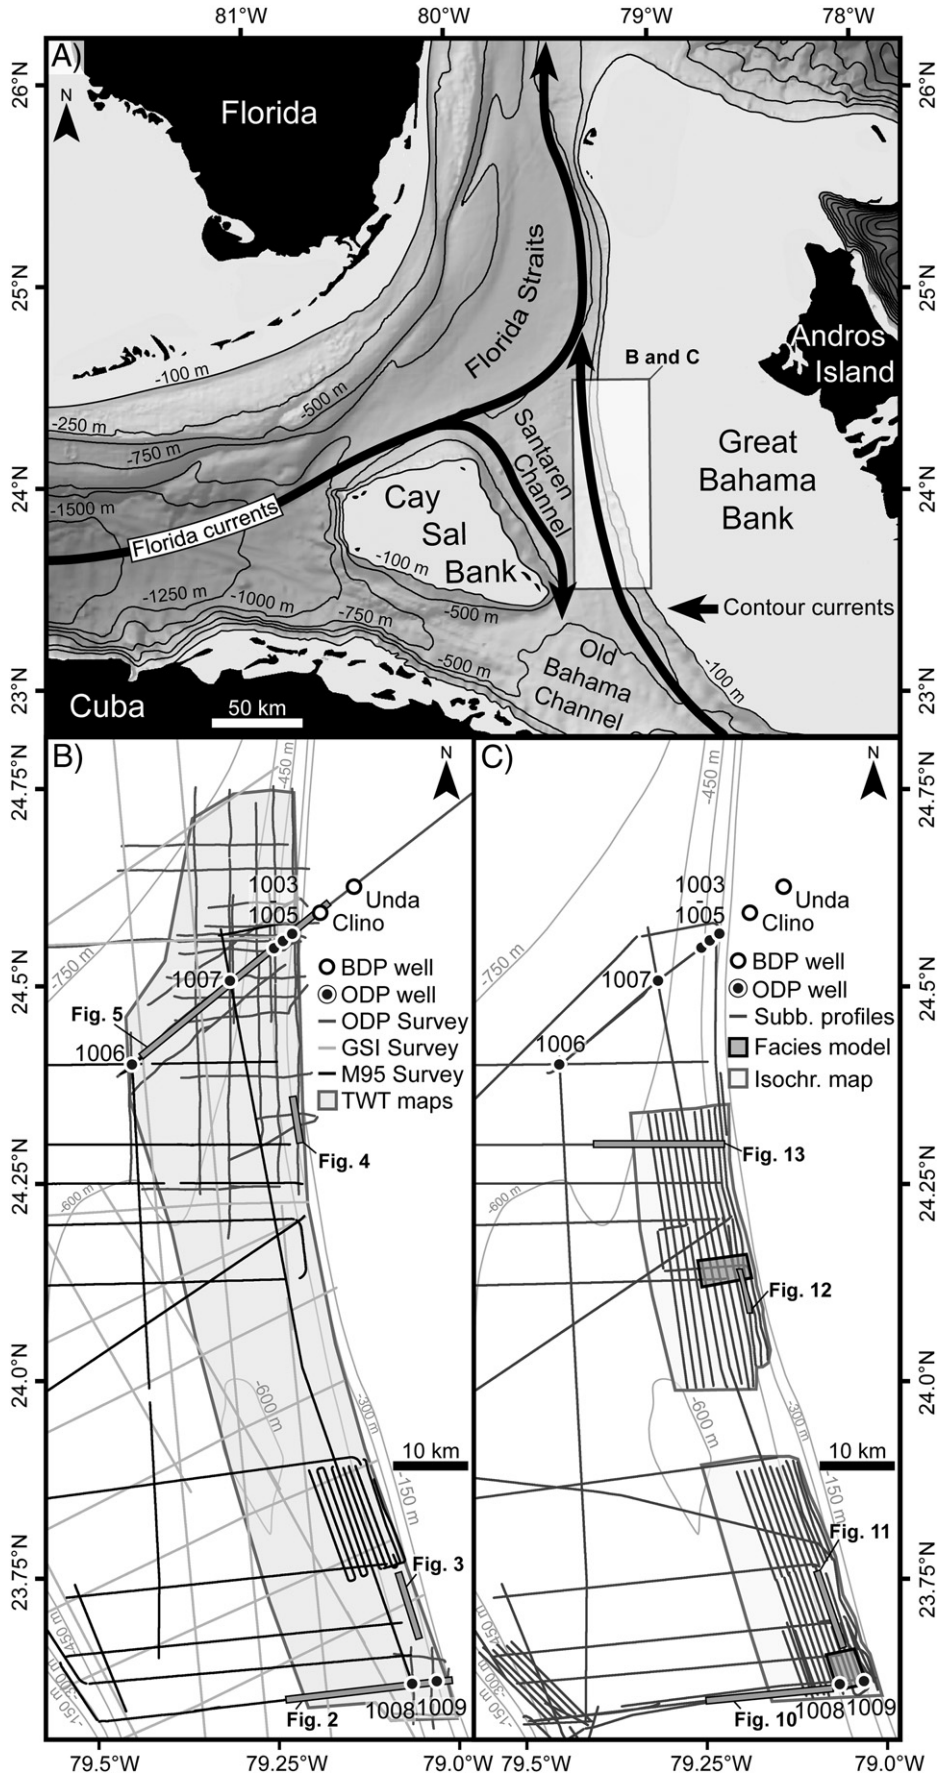 81°W 80°W 79°W 78°W
A)
26°N
26°N
N
Florida
25°N
25°N
Florida Straits
Andros
Island
B and C
-100 m
-500 m
-250 m
-750 m
Santaren
Channel
Great
Bahama
Bank
24°N
24°N
Cay
Sal
Bank
-1500 m
Florida currents
-100 m
-1250 m
-1000 m
-750 m
-500 m
Contour currents
-500 m
Old
Bahama
Channel
-100 m
23°N
23°N
Cuba
50 km
B)
-450 m
N
24.75°N
1003
-
1005
Unda
Clino
-750 m
1007
24.5°N
Fig. 5
1006
BDP well
ODP well
ODP Survey
GSI Survey
M95 Survey
TWT maps
Fig. 4
24.25°N
-600 m
24.0°N
-600 m
-300 m
10 km
-150 m
23.75°N
Fig. 3
-450 m
-300 m
-150 m
Fig. 2
1008
1009
79.5°W 79.25°W 79.0°W
C)
-450 m
N
24.75°N
1003
-
1005
Unda
Clino
-750 m
1007
24.5°N
1006
BDP well
ODP well
Subb. profiles
Facies model
Isochr. map
Fig. 13
24.25°N
-600 m
Fig. 12
24.0°N
-600 m
-300 m
10 km
-150 m
Fig. 11
23.75°N
-450 m
-300 m
-150 m
Fig. 10
1008
1009
79.5°W 79.25°W 79.0°W